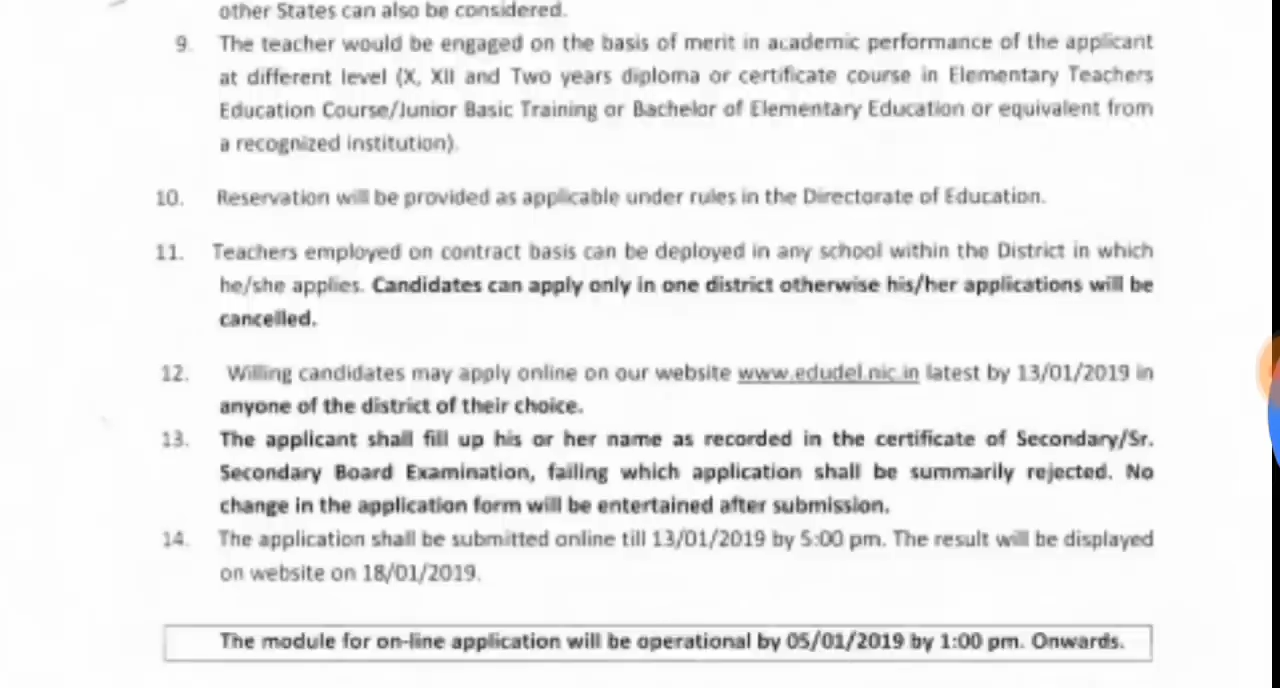 other States can also be considered.
9. The teacher would be engaged on the basis of merit in academic performance of the applicant
at different level (X, XII and Two years diploma or certificate course in Elementary Teachers
Education Course/Junior Basic Training or Bachelor of Elementary Education or equivalent from
a recognized institution).
10. Reservation will be provided as applicable under rules in the Directorate of Education.
11. Teachers employed on contract basis can be deployed in any school within the District in which
he/she applies. Candidates can apply only in one district otherwise his/her applications will be
cancelled.
12. Willing candidates may apply online on our website www.edudel.nic.in latest by 13/01/2019 in
anyone of the district of their choice.
13. The applicant shall fill up his or her name as recorded in the certificate of Secondary/Sr.
Secondary Board Examination, failing which application shall be summarily rejected. No
change in the application form will be entertained after submission.
14. The application shall be submitted online till 13/01/2019 by 5:00 pm. The result will be displayed
on website on 18/01/2019.
The module for on-line application will be operational by 05/01/2019 by 1:00 pm. Onwards.